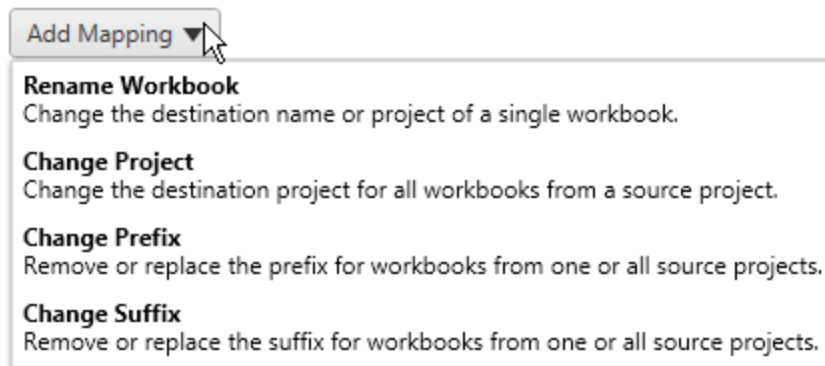 Add Mapping
Rename Workbook
Change the destination name or project of a single workbook.
Change Project
Change the destination project for all workbooks from a source project.
Change Prefix
Remove or replace the prefix for workbooks from one or all source projects.
Change Suffix
Remove or replace the suffix for workbooks from one or all source projects.